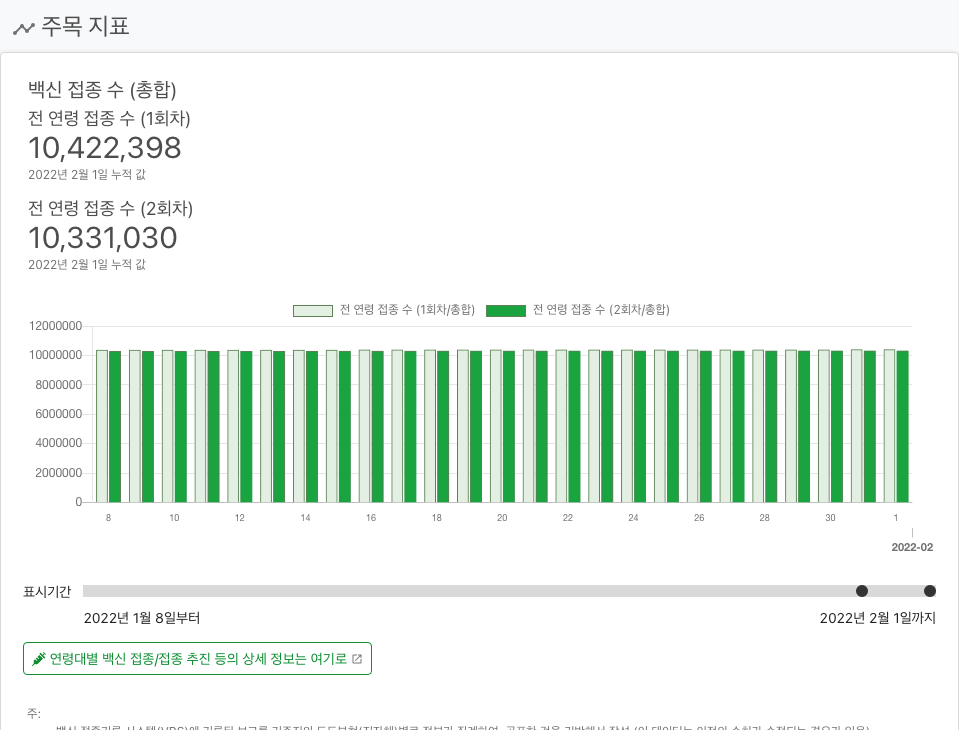 주목 지표
백신 접종 수 (총합)
전 연령 접종 수 (1회차)
10,422,398
2022년 2월 1일 누적 값
전 연령 접종 수 (2회차)
10,331,030
2022년 2월 1일 누적 값
전 연령 접종 수 (1회차/총합) 전 연령 접종 수 (2회차/총합)
12000000
10000000
8000000
6000000
4000000
2000000
0
8 10 12 14 16 18 20 22 24 26 28 30 1
2022-02
표시기간
2022년 1월 8일부터 2022년 2월 1일까지
연령대별 백신 접종/접종 추진 등의 상세 정보는 여기로
주: